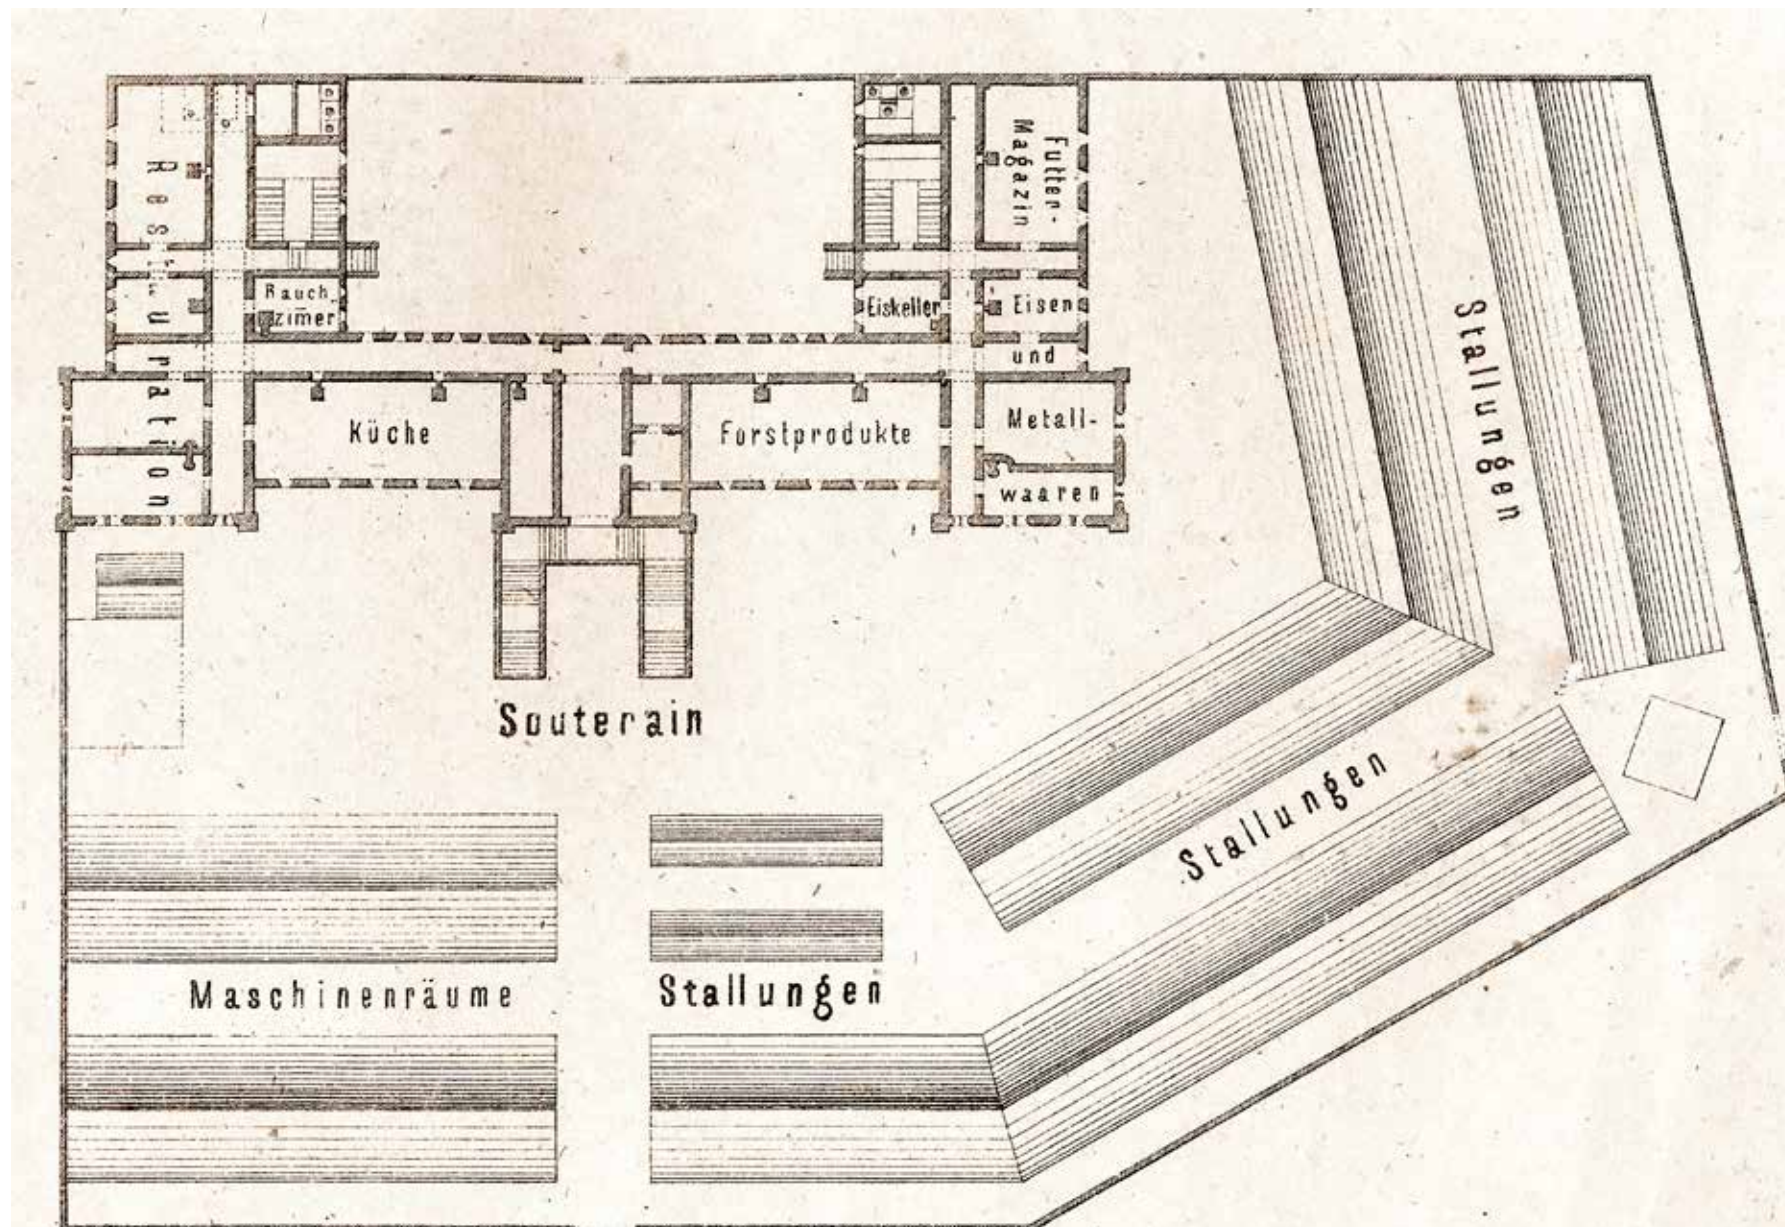 Restauration
Futter-
Magazin
Rauch
zimer
Eiskeller
Eisen
und
Metall-
waaren
Küche
Forstprodukte
Stallungen
Souterain
Stallungen
Maschinenräume
Stallungen